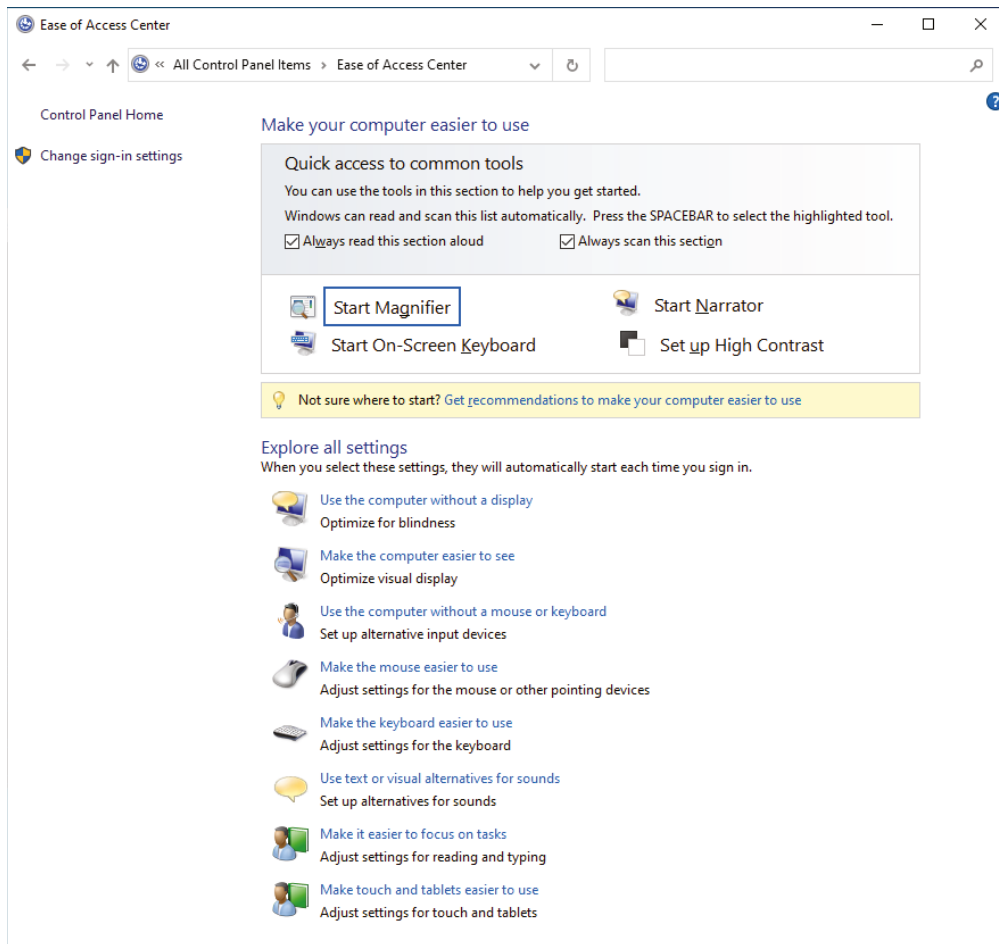 Ease of Access Center
« All Control Panel Items › Ease of Access Center
?
Control Panel Home
Change sign-in settings
Make your computer easier to use
Quick access to common tools
You can use the tools in this section to help you get started.
Windows can read and scan this list automatically. Press the SPACEBAR to select the highlighted tool.
Always read this section aloud
Always scan this section
Start Magnifier
Start Narrator
Start On-Screen Keyboard
Set up High Contrast
Not sure where to start? Get recommendations to make your computer easier to use
Explore all settings
When you select these settings, they will automatically start each time you sign in.
Use the computer without a display
Optimize for blindness
Make the computer easier to see
Optimize visual display
Use the computer without a mouse or keyboard
Set up alternative input devices
Make the mouse easier to use
Adjust settings for the mouse or other pointing devices
Make the keyboard easier to use
Adjust settings for the keyboard
Use text or visual alternatives for sounds
Set up alternatives for sounds
Make it easier to focus on tasks
Adjust settings for reading and typing
Make touch and tablets easier to use
Adjust settings for touch and tablets